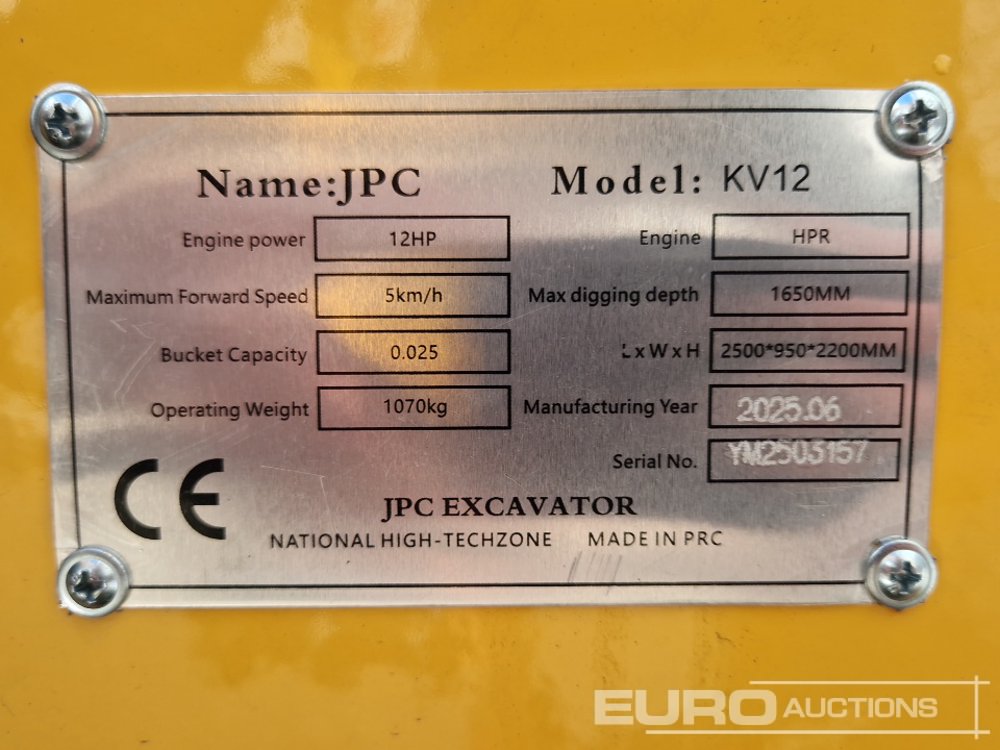 Name:JPC Model: KV12
Engine power 12HP Engine HPR
Maximum Forward Speed 5km/h Max digging depth 1650MM
Bucket Capacity 0.025 LxWxH 2500*950*2200MM
Operating Weight 1070kg Manufacturing Year 2025.06
Serial No. YM2503157
CE
JPC EXCAVATOR
NATIONAL HIGH-TECHZONE MADE IN PRC
EURO AUCTIONS